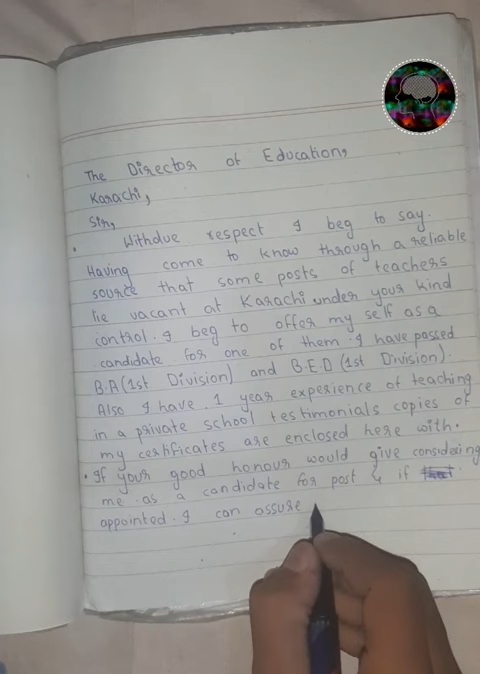 The Director of Education,
Karachi,
Sir,
Withdue respect I beg to say.
Having come to know through a reliable
source that some posts of teachers
lie vacant at Karachi under your kind
control. I beg to offer my self as a
candidate for one of them. I have passed
B.A (1st Division) and B.E.D (1st Division).
Also I have 1 year experience of teaching
in a private school testimonials copies of
my cestificates are enclosed here with.
• If your good honour would give considering
me as a candidate for post & if that.
appointed. I can assure